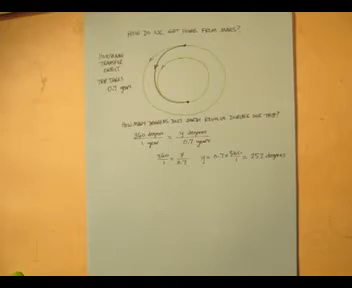 HOW DO WE GET HOME FROM MARS?
TRANSFER
ORBIT
TRIP TAKES
0.7 years
HOW MANY DEGREES DOES EARTH REVOLVE DURING THE TRIP?
360 degrees / 1 year = y degrees / 0.7 years
360 / 1 = y / 0.7 y = 0.7 x 360 / 1 = 252 degrees